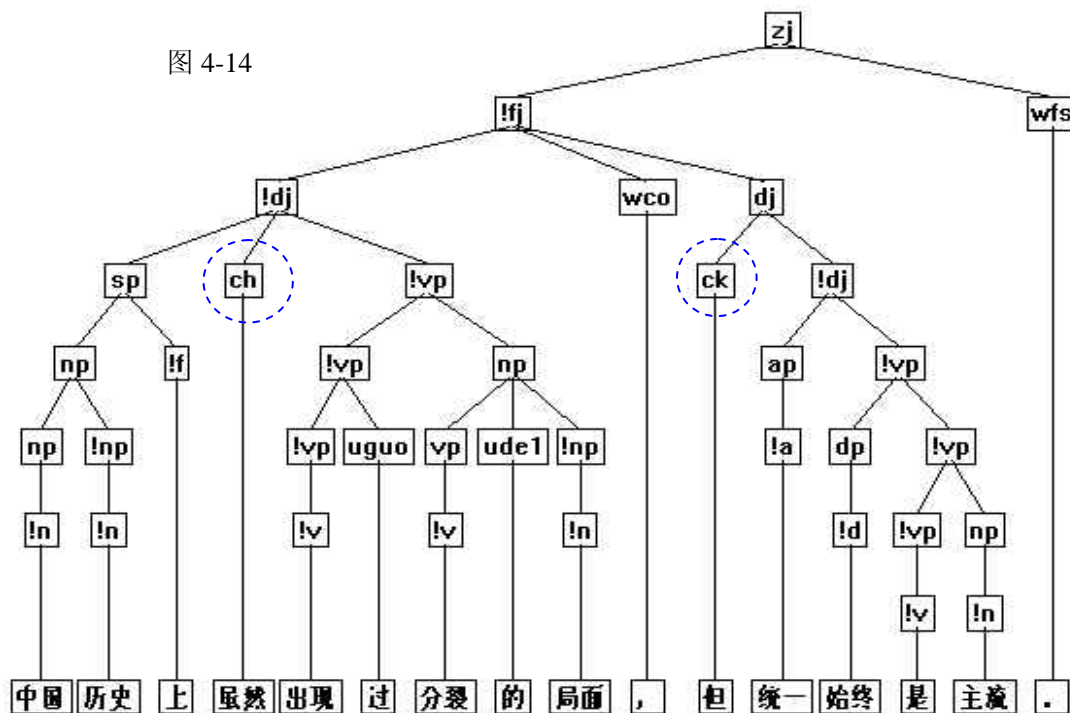 图 4-14
zj
!fj wfs
!dj wco dj
sp ch !vp ck !dj
np !f !vp np ap !vp
np !np !vp uguo vp ude1 !np !a dp !vp
!n !n !v !v !n !d !vp np
!v !n
中国 历史 上 虽然 出现 过 分裂 的 局面 , 但 统一 始终 是 主流 .